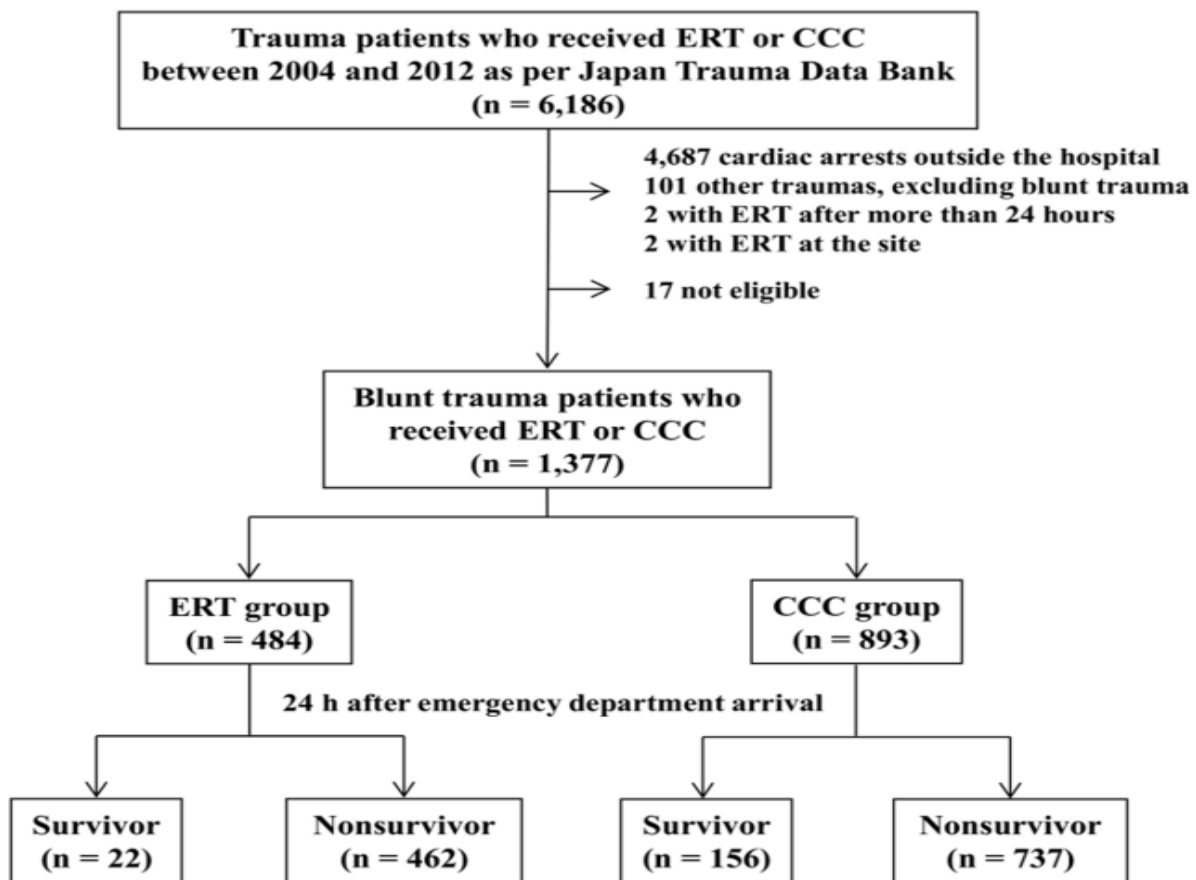 Trauma patients who received ERT or CCC
between 2004 and 2012 as per Japan Trauma Data Bank
(n = 6,186)
4,687 cardiac arrests outside the hospital
101 other traumas, excluding blunt trauma
2 with ERT after more than 24 hours
2 with ERT at the site
17 not eligible
Blunt trauma patients who
received ERT or CCC
(n = 1,377)
ERT group
(n = 484)
CCC group
(n = 893)
24 h after emergency department arrival
Survivor
(n = 22)
Nonsurvivor
(n = 462)
Survivor
(n = 156)
Nonsurvivor
(n = 737)